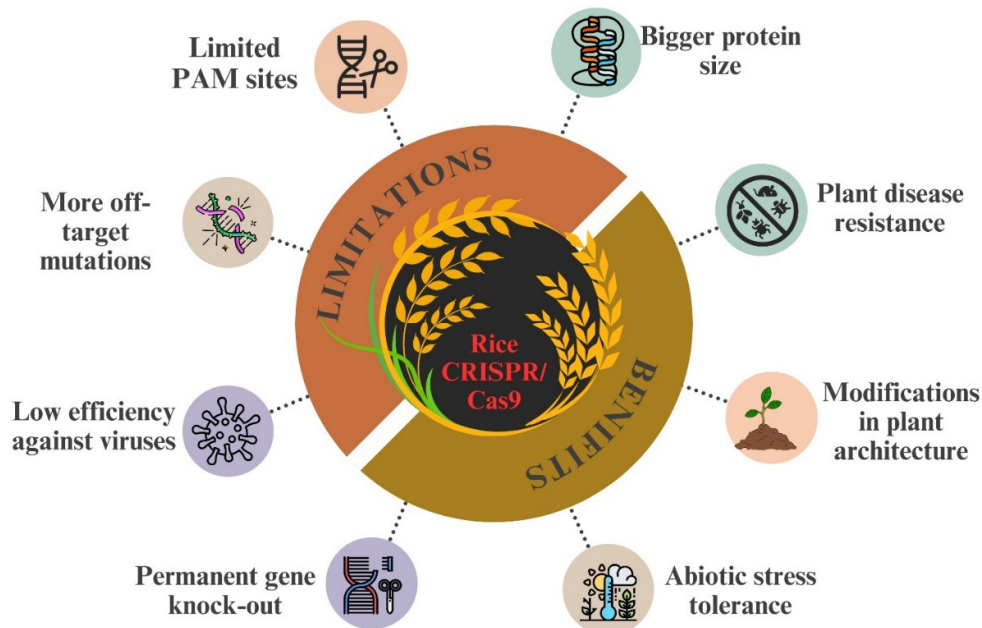 Limited
PAM sites
Bigger protein
size
More off-
target
mutations
Plant disease
resistance
LIMITATIONS
Rice
CRISPR/
Cas9
BENIFITS
Low efficiency
against viruses
Modifications
in plant
architecture
Permanent gene
knock-out
Abiotic stress
tolerance